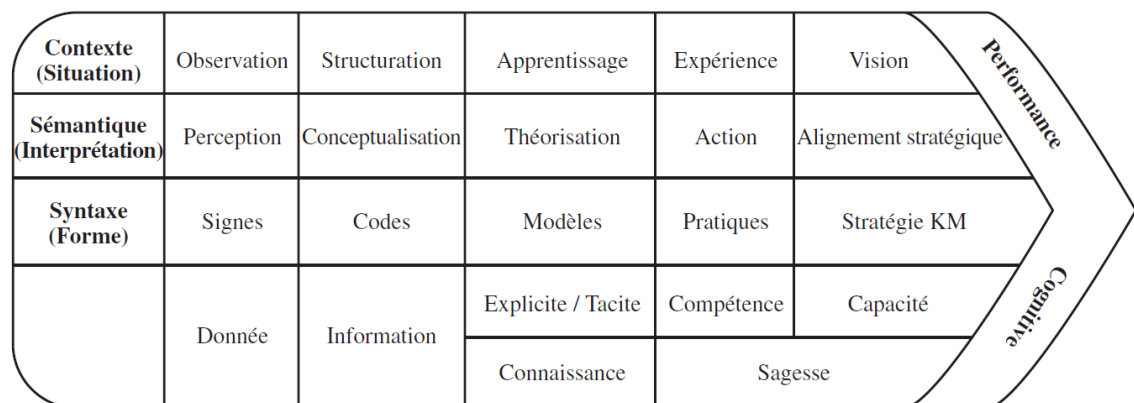 Contexte
(Situation)
Observation
Structuration
Apprentissage
Expérience
Vision
Sémantique
(Interprétation)
Perception
Conceptualisation
Théorisation
Action
Alignement stratégique
Syntaxe
(Forme)
Signes
Codes
Modèles
Pratiques
Stratégie KM
Donnée
Information
Explicite / Tacite
Compétence
Capacité
Connaissance
Sagesse
Performance
Cognitive